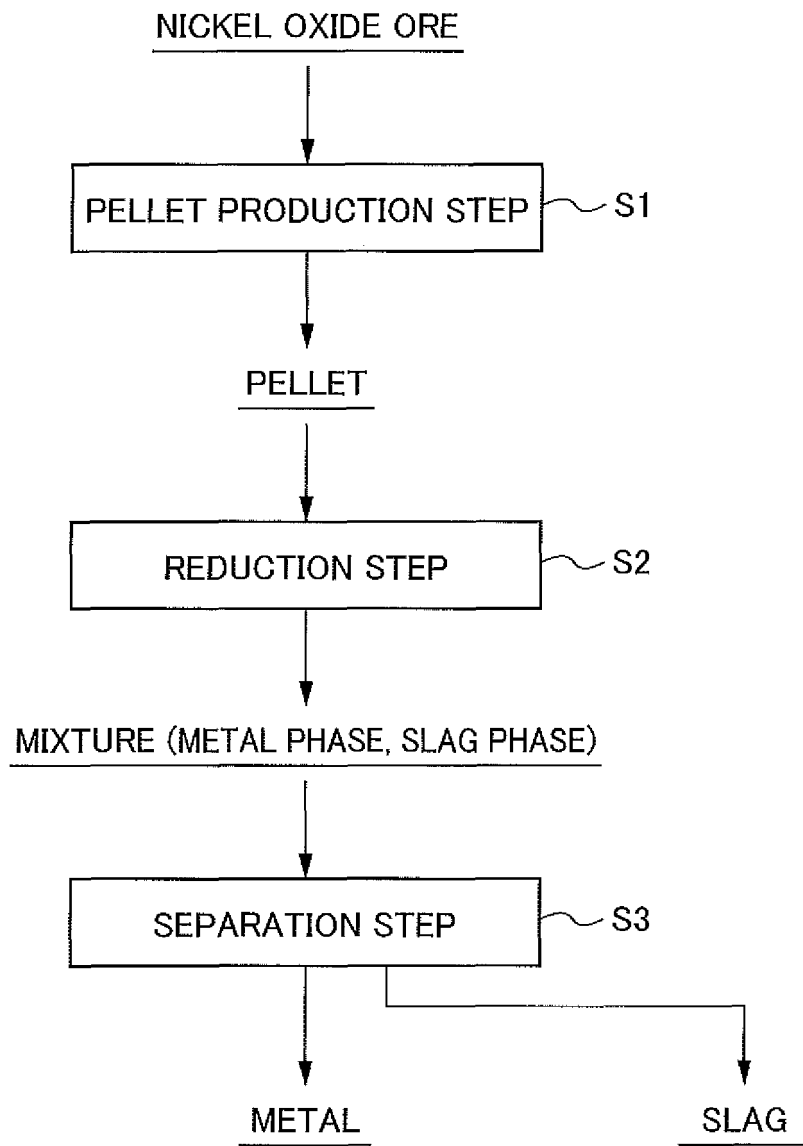 NICKEL OXIDE ORE
PELLET PRODUCTION STEP
S1
PELLET
REDUCTION STEP
S2
MIXTURE (METAL PHASE, SLAG PHASE)
SEPARATION STEP
S3
METAL
SLAG